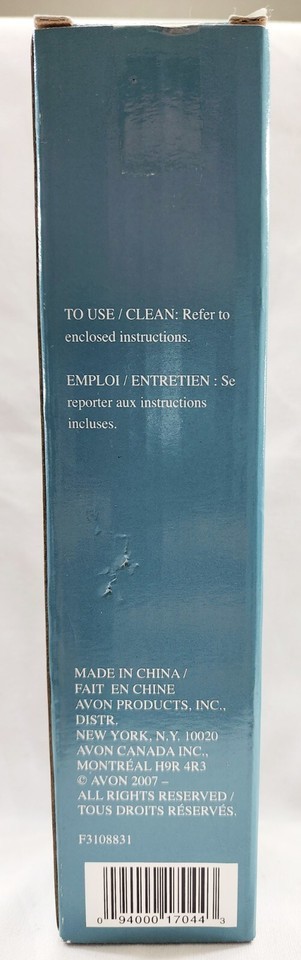 TO USE / CLEAN: Refer to
enclosed instructions.
EMPLOI / ENTRETIEN : Se
reporter aux instructions
incluses.
MADE IN CHINA /
FAIT EN CHINE
AVON PRODUCTS, INC.,
DISTR.
NEW YORK, N.Y. 10020
AVON CANADA INC.,
MONTRÉAL H9R 4R3
© AVON 2007 –
ALL RIGHTS RESERVED /
TOUS DROITS RÉSERVÉS.
F3108831
0 94000 17044 3